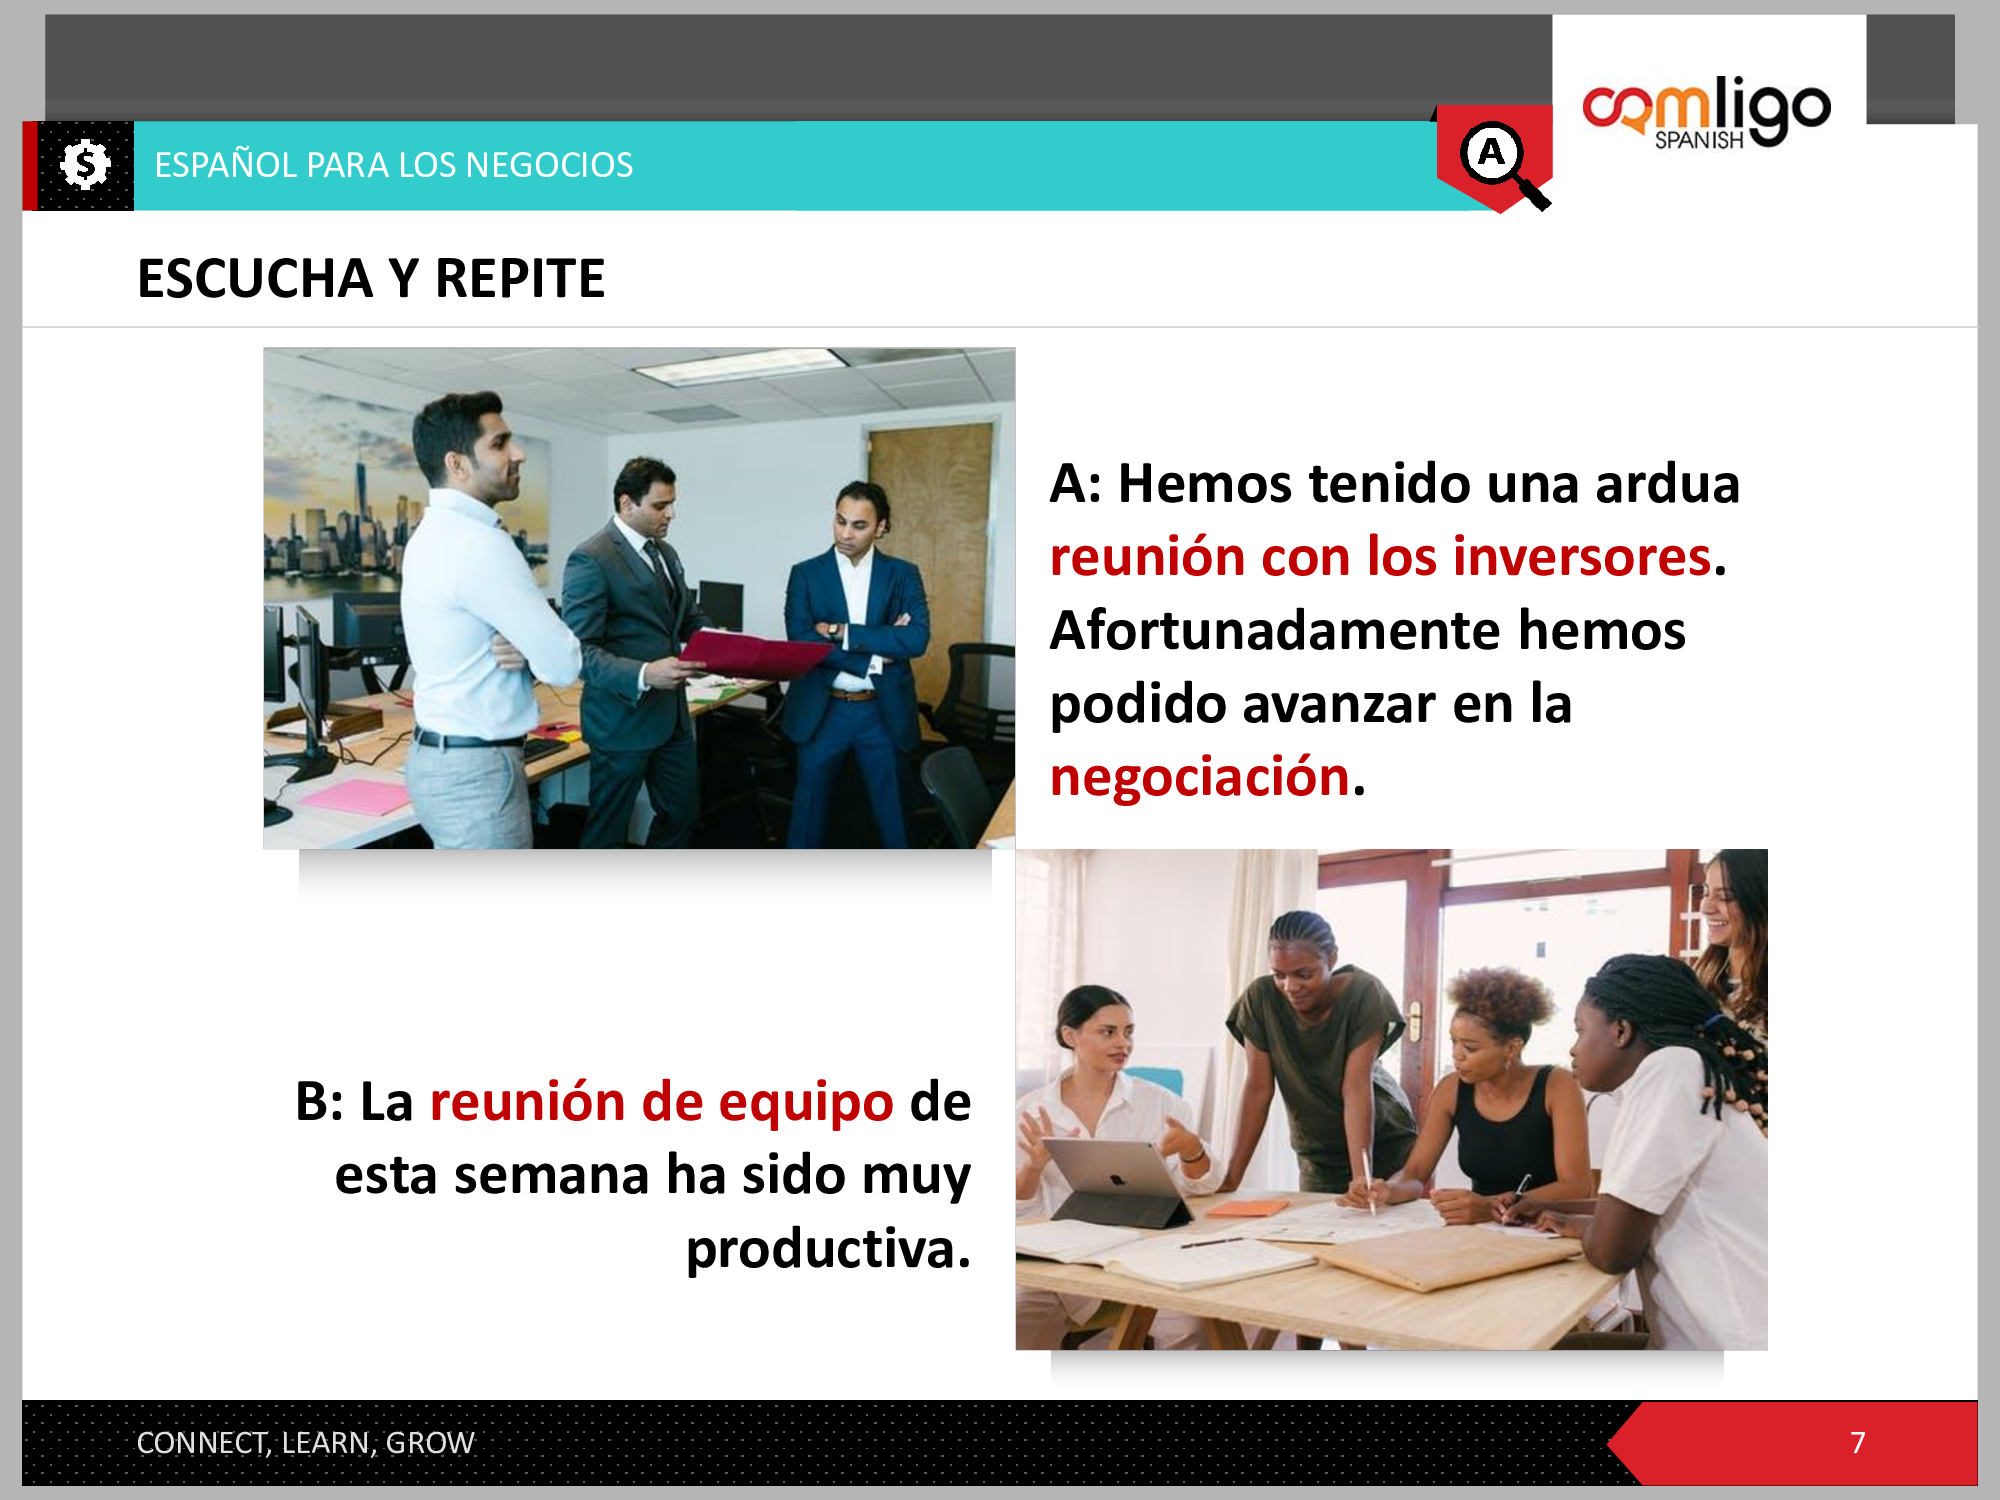 comligo
SPANISH
$
ESPAÑOL PARA LOS NEGOCIOS
A
ESCUCHA Y REPITE
A: Hemos tenido una ardua
reunión con los inversores.
Afortunadamente hemos
podido avanzar en la
negociación.
B: La reunión de equipo de
esta semana ha sido muy
productiva.
CONNECT, LEARN, GROW
7